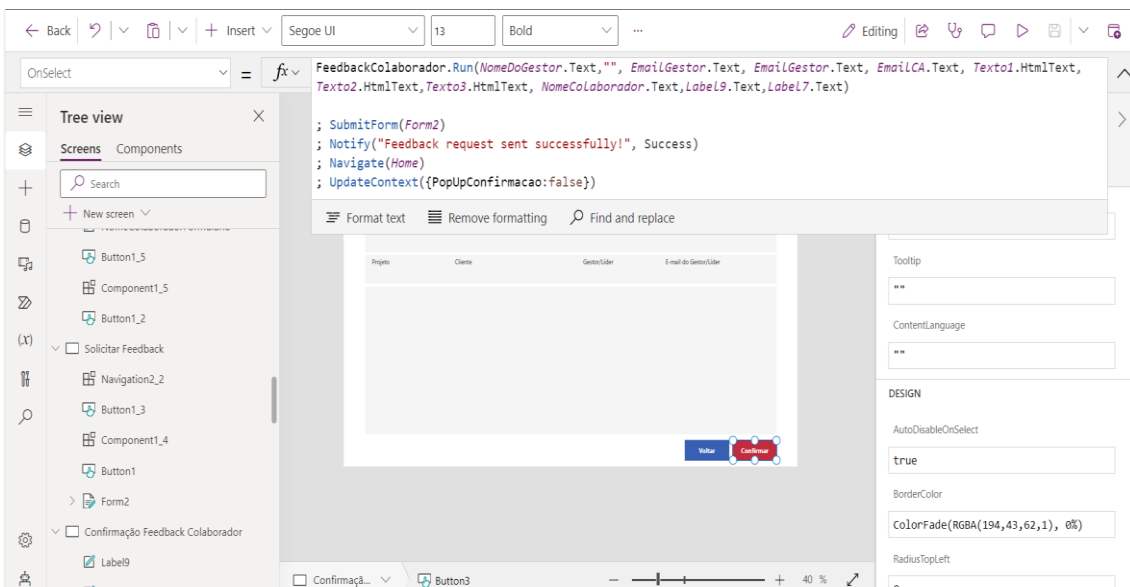 Back
Insert
Segoe UI
13
Bold
...
Editing
OnSelect
=
fx
FeedbackColaborador.Run(NomeDoGestor.Text,"", EmailGestor.Text, EmailGestor.Text, EmailCA.Text, Texto1.HtmlText,
Texto2.HtmlText,Texto3.HtmlText, NomeColaborador.Text,Label9.Text,Label7.Text)
; SubmitForm(Form2)
; Notify("Feedback request sent successfully!", Success)
; Navigate(Home)
; UpdateContext({PopUpConfirmacao:false})
Format text
Remove formatting
Find and replace
Tree view
Screens
Components
Search
New screen
Button1_5
Component1_5
Button1_2
Solicitar Feedback
Navigation2_2
Button1_3
Component1_4
Button1
Form2
Confirmação Feedback Colaborador
Label9
(x)
Projeto
Cliente
Gestor/Líder
E-mail do Gestor/Líder
Voltar
Confirmar
Tooltip
""
ContentLanguage
""
DESIGN
AutoDisableOnSelect
true
BorderColor
ColorFade(RGBA(194,43,62,1), 0%)
RadiusTopLeft
Confirmaçã...
Button3
40 %